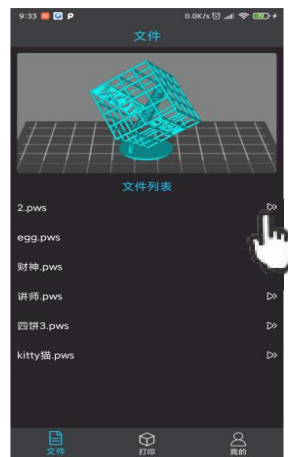 9:33 0.0K/s
文件
文件列表
2.pws
egg.pws
财神.pws
讲师.pws
四饼3.pws
kitty猫.pws
文件 打印 我的